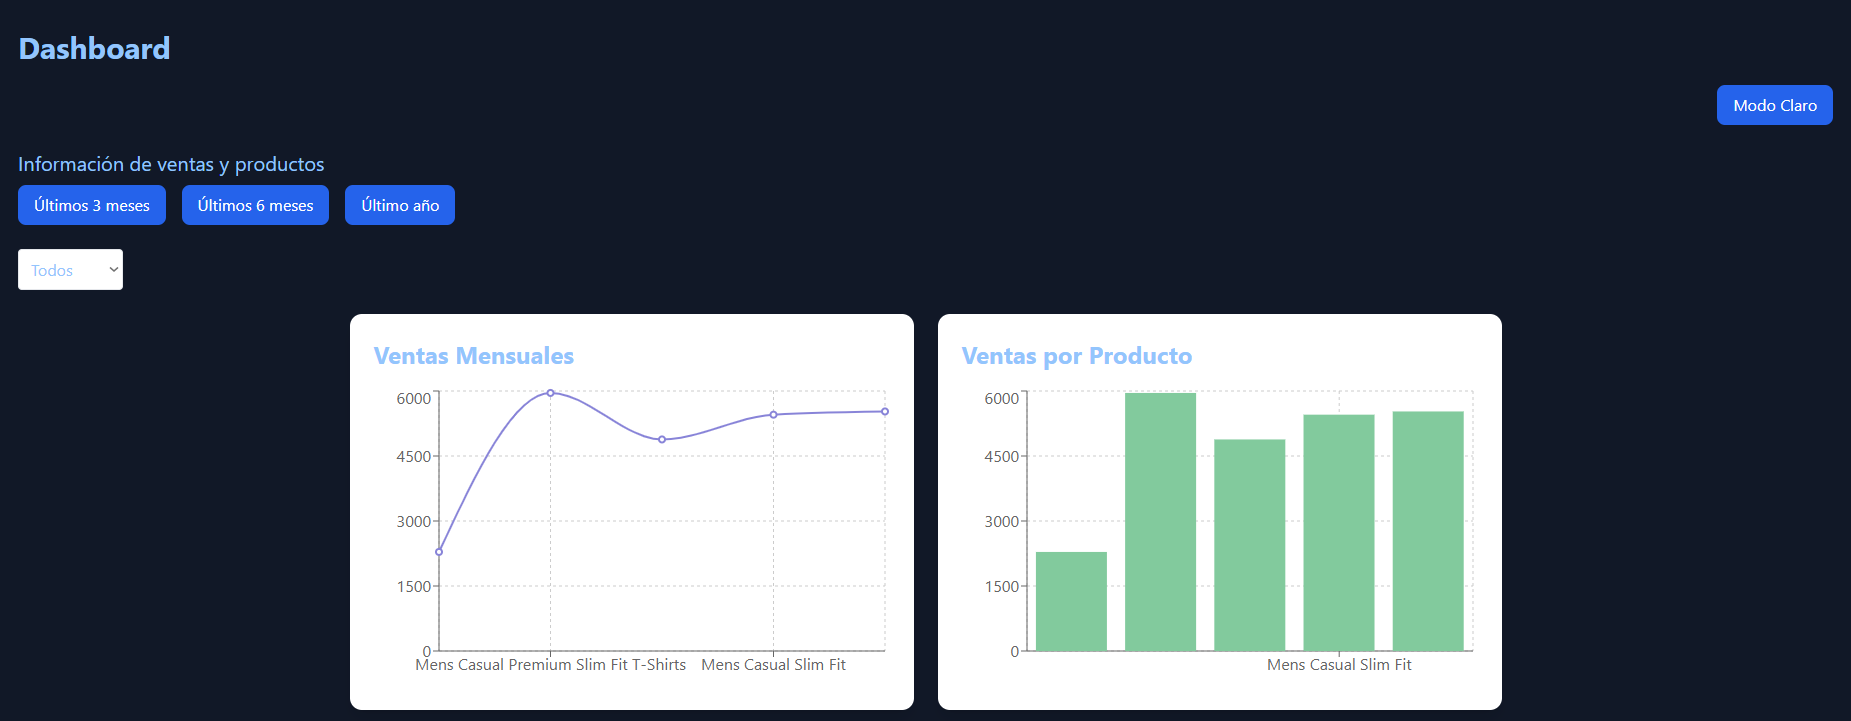 Dashboard
Modo Claro
Información de ventas y productos
Últimos 3 meses
Últimos 6 meses
Último año
Todos
Ventas Mensuales
6000
4500
3000
1500
0
Mens Casual Premium Slim Fit T-Shirts
Mens Casual Slim Fit
Ventas por Producto
6000
4500
3000
1500
0
Mens Casual Slim Fit